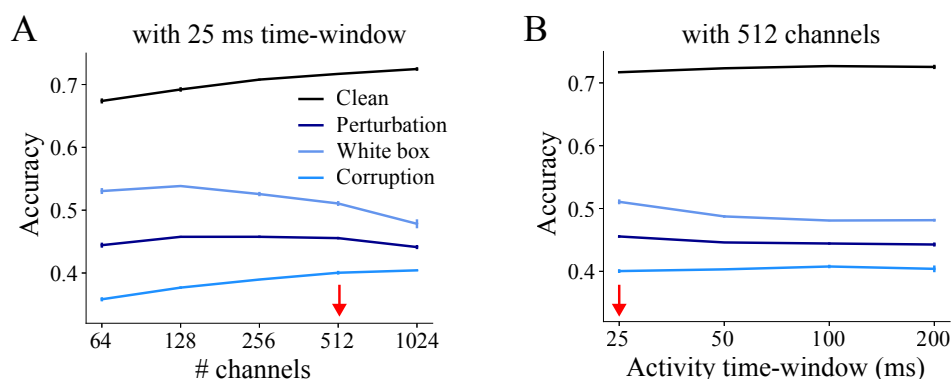 A
with 25 ms time-window
Accuracy
0.7
0.6
0.5
0.4
Clean
Perturbation
White box
Corruption
64 128 256 512 1024
# channels
B
with 512 channels
Accuracy
0.7
0.5
0.4
25 50 100 200
Activity time-window (ms)